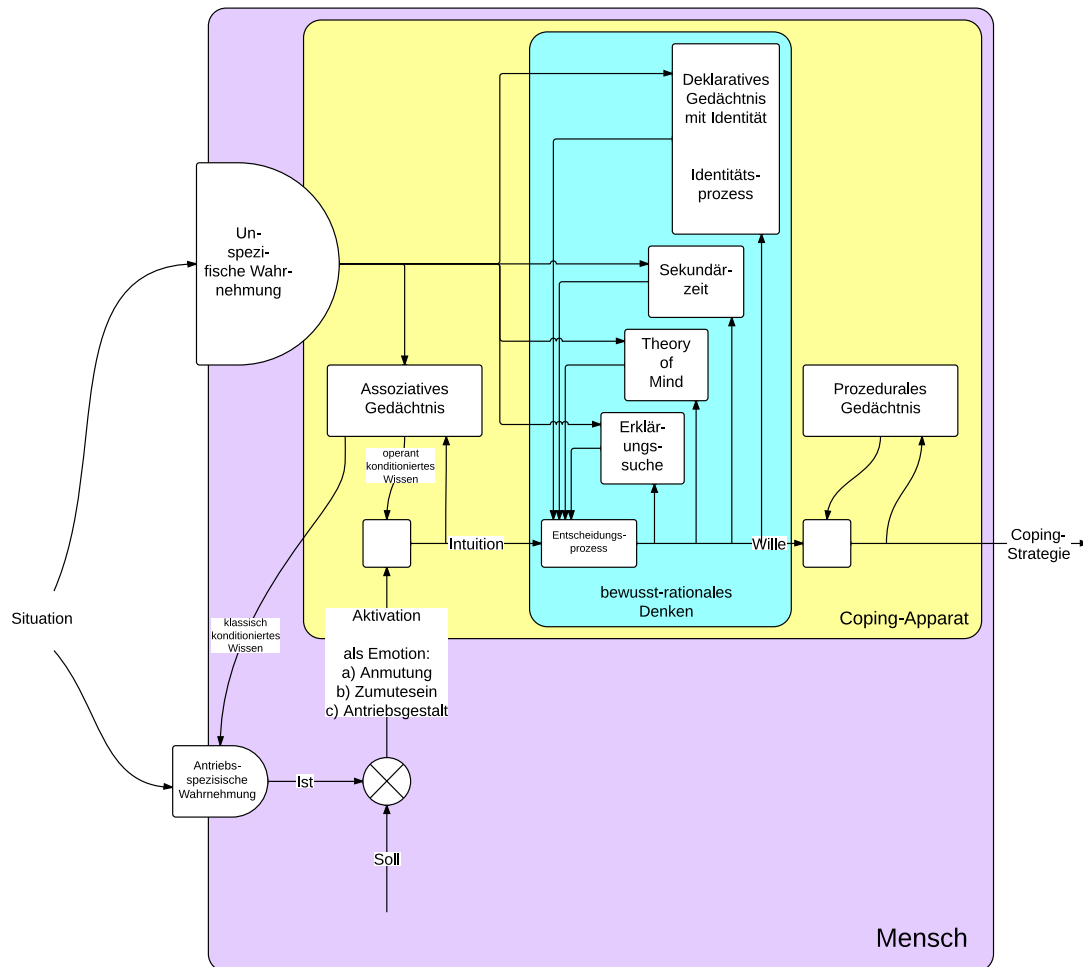 Deklaratives
Gedächtnis
mit Identität
Identitäts-
prozess
Un-
spezi-
fische Wahr-
nehmung
Sekundär-
zeit
Theory
of
Mind
Assoziatives
Gedächtnis
Prozedurales
Gedächtnis
Erklär-
ungs-
suche
operant
konditioniertes
Wissen
Intuition
Entscheidungs-
prozess
Wille
Coping-
Strategie
bewusst-rationales
Denken
Coping-Apparat
Situation
klassisch
konditioniertes
Wissen
Aktivation
als Emotion:
a) Anmutung
b) Zumutesein
c) Antriebsgestalt
Antriebs-
spezisische
Wahrnehmung
Ist
Soll
Mensch